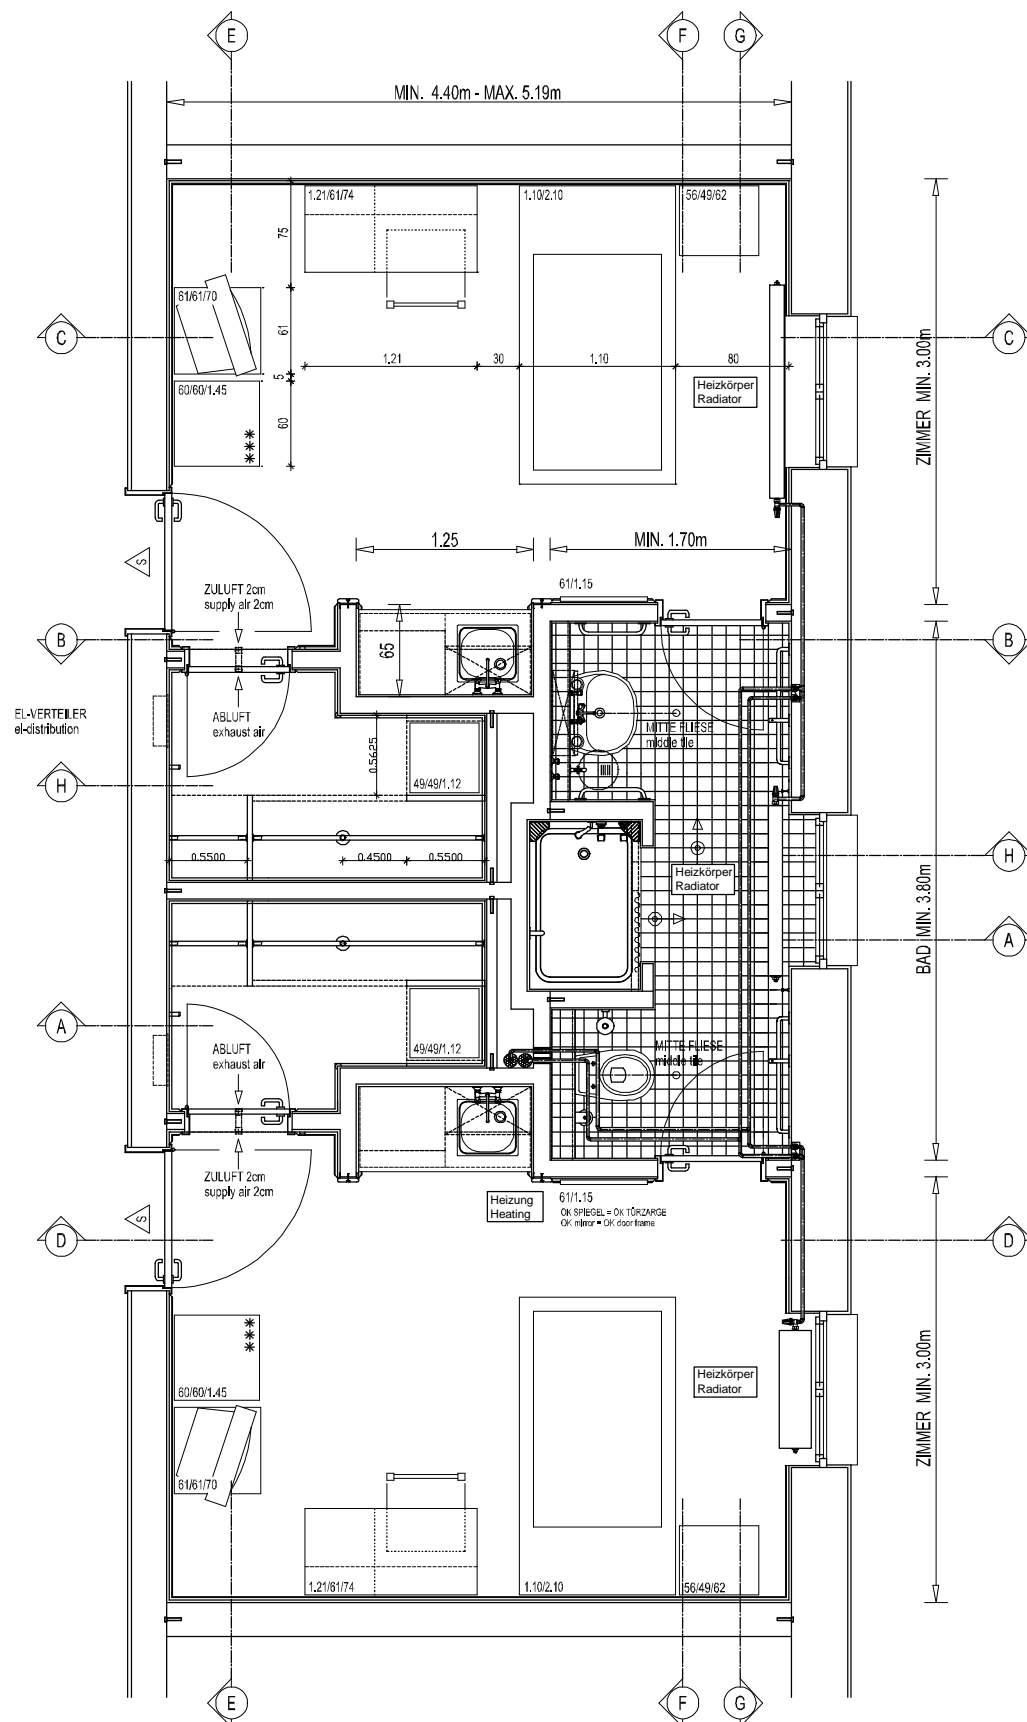 E
F
G
MIN. 4.40m - MAX. 5.19m
1.21/61/74
1.10/2.10
56/49/62
75
61/61/70
61
C
C
1.21
30
1.10
80
5
60/60/1.45
Heizkörper
Radiator
60
ZIMMER MIN. 3.00m
1.25
MIN. 1.70m
S
ZULUFT 2cm
supply air 2cm
61/1.15
B
65
B
EL-VERTEILER
el-distribution
ABLUFT
exhaust air
MITTE FLIESE
middle tile
0.5625
H
49/49/1.12
0.5500
0.4500
0.5500
H
Heizkörper
Radiator
BAD MIN. 3.80m
A
A
ABLUFT
exhaust air
49/49/1.12
MITTE FLIESE
middle tile
ZULUFT 2cm
supply air 2cm
S
Heizung
Heating
61/1.15
OK SPIEGEL = OK TÜRZARGE
OK mirror = OK door frame
D
D
60/60/1.45
Heizkörper
Radiator
ZIMMER MIN. 3.00m
61/61/70
1.21/61/74
1.10/2.10
56/49/62
E
F
G